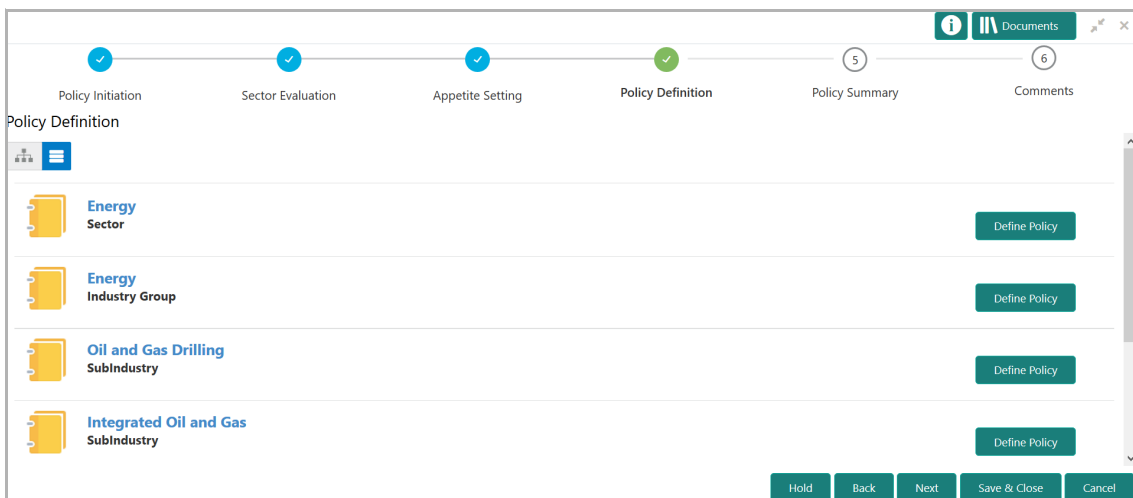 i Documents
5 6
Policy Initiation Sector Evaluation Appetite Setting Policy Definition Policy Summary Comments
Policy Definition
Energy
Sector
Define Policy
Energy
Industry Group
Define Policy
Oil and Gas Drilling
SubIndustry
Define Policy
Integrated Oil and Gas
SubIndustry
Define Policy
Hold Back Next Save & Close Cancel